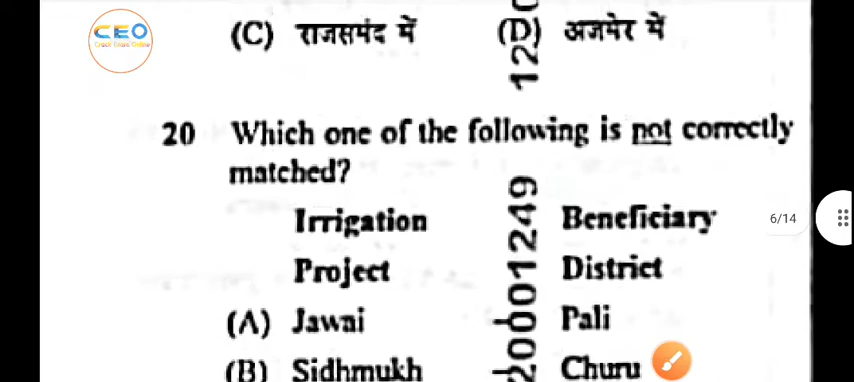 CEO
Crack Exam Online
(C) राजसमंद में (D) अजमेर में
20 Which one of the following is not correctly
matched?
Irrigation Beneficiary
Project District
(A) Jawai Pali
(B) Sidhmukh Churu
6/14